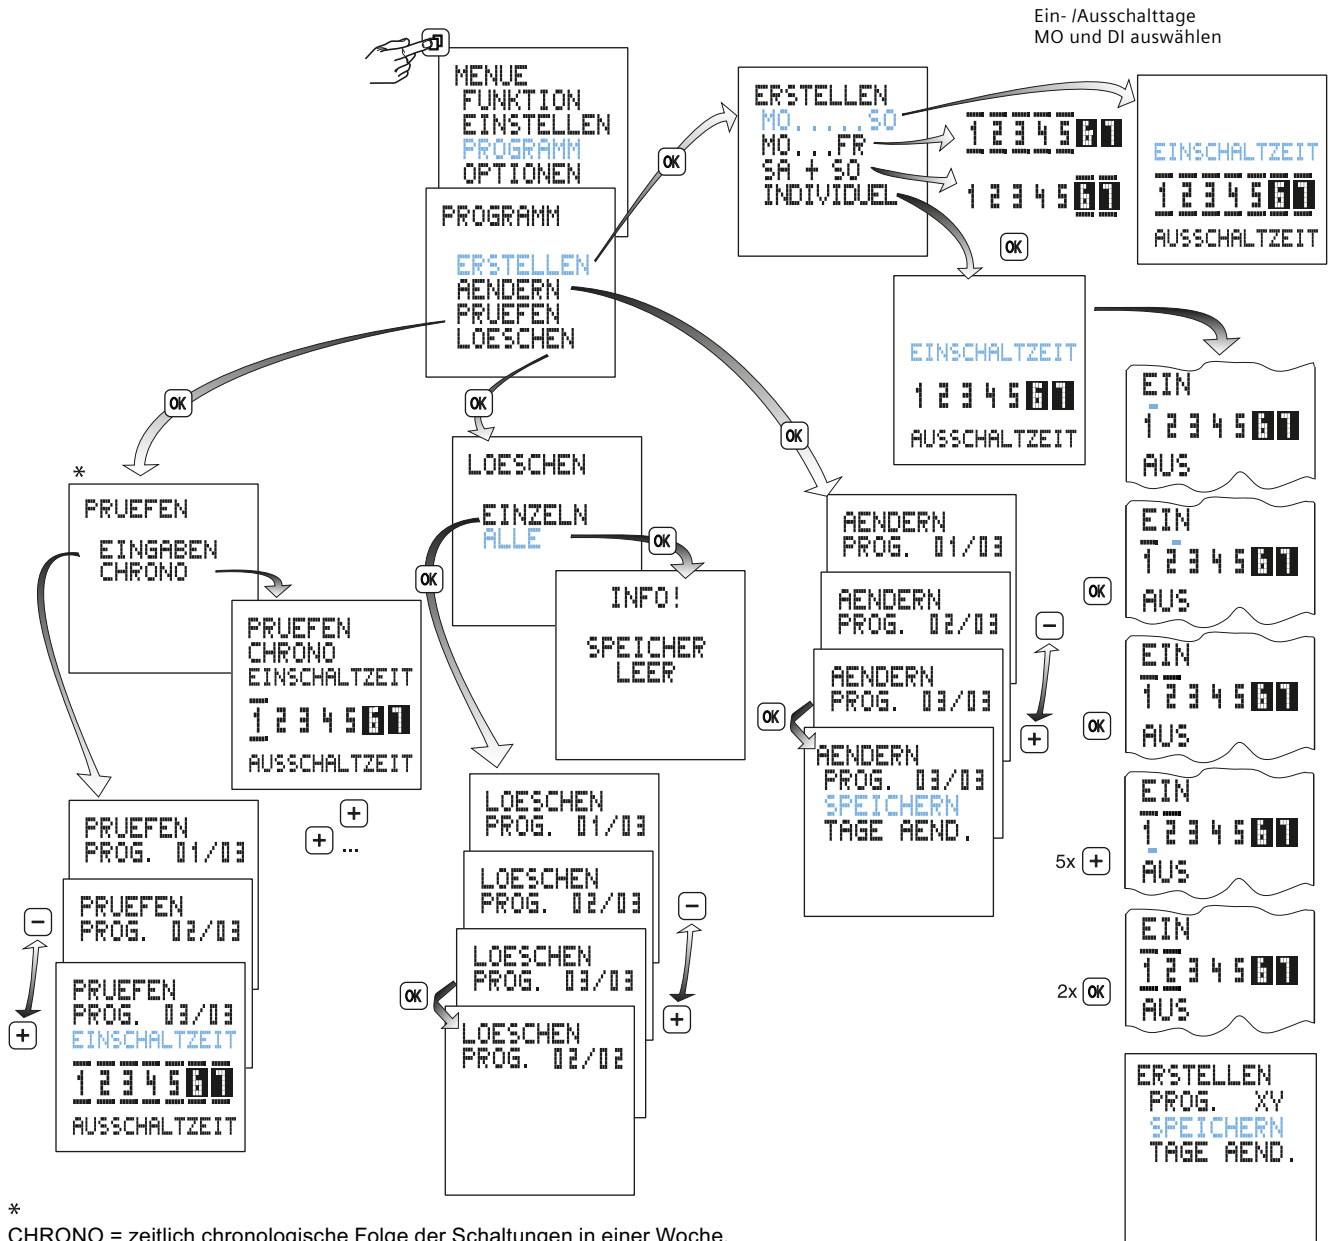 Ein- /Ausschalttage
MO und DI auswählen
MENUE
FUNKTION
EINSTELLEN
PROGRAMM
OPTIONEN
PROGRAMM
ERSTELLEN
AENDERN
PRUEFEN
LOESCHEN
OK
ERSTELLEN
MO.....SO
MO...FR
SA + SO
INDIVIDUEL
1 2 3 4 5 6 7
1 2 3 4 5 6 7
OK
EINSCHALTZEIT
1 2 3 4 5 6 7
AUSSCHALTZEIT
EINSCHALTZEIT
1 2 3 4 5 6 7
AUSSCHALTZEIT
EIN
1 2 3 4 5 6 7
AUS
OK
EIN
1 2 3 4 5 6 7
AUS
OK
EIN
1 2 3 4 5 6 7
AUS
5x +
EIN
1 2 3 4 5 6 7
AUS
2x OK
EIN
1 2 3 4 5 6 7
AUS
ERSTELLEN
PROG. XY
SPEICHERN
TAGE AEND.
OK
*
PRUEFEN
EINGABEN
CHRONO
PRUEFEN
CHRONO
EINSCHALTZEIT
1 2 3 4 5 6 7
AUSSCHALTZEIT
+
+ ...
PRUEFEN
PROG. 01/03
PRUEFEN
PROG. 02/03
PRUEFEN
PROG. 03/03
EINSCHALTZEIT
1 2 3 4 5 6 7
AUSSCHALTZEIT
-
+
OK
LOESCHEN
EINZELN
ALLE
OK
OK
INFO!
SPEICHER
LEER
LOESCHEN
PROG. 01/03
LOESCHEN
PROG. 02/03
LOESCHEN
PROG. 03/03
OK
LOESCHEN
PROG. 02/02
-
+
OK
AENDERN
PROG. 01/03
AENDERN
PROG. 02/03
AENDERN
PROG. 03/03
OK
AENDERN
PROG. 03/03
SPEICHERN
TAGE AEND.
-
+
*
CHRONO = zeitlich chronologische Folge der Schaltungen in einer Woche.